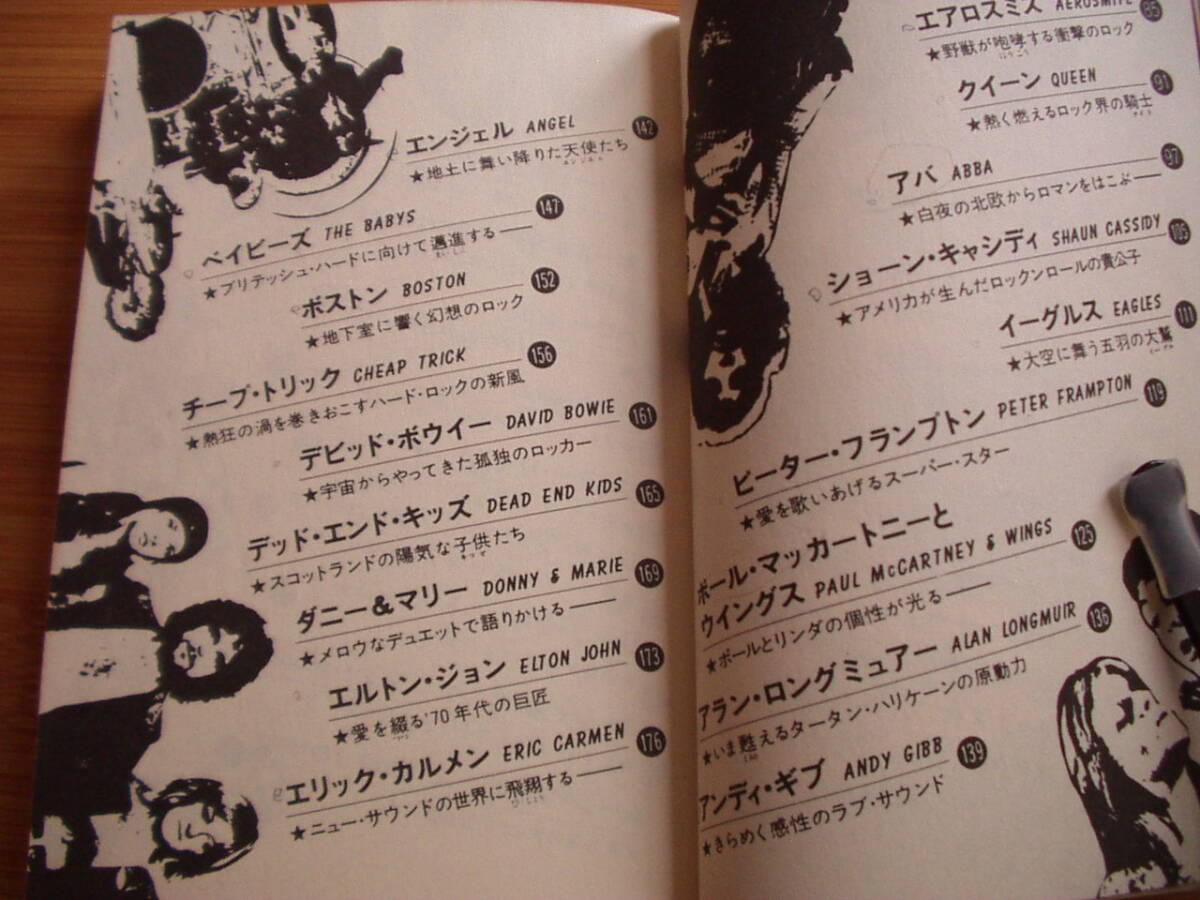 エアロスミス AEROSMITH 85
★野獣が咆哮する衝撃のロック
クイーン QUEEN 91
★熱く燃えるロック界の騎士
アバ ABBA 97
★白夜の北欧からロマンをはこぶ――
ショーン・キャシディ SHAUN CASSIDY 105
★アメリカが生んだロックンロールの貴公子
イーグルス EAGLES 111
★大空に舞う五羽の大鷲
ピーター・フランプトン PETER FRAMPTON 119
★愛を歌いあげるスーパー・スター
ポール・マッカートニーと
ウイングス PAUL McCARTNEY & WINGS 125
★ポールとリンダの個性が光る――
アラン・ロングミュアー ALAN LONGMUIR 136
★いま甦えるタータン・ハリケーンの原動力
アンディ・ギブ ANDY GIBB 139
★きらめく感性のラブ・サウンド
エンジェル ANGEL 142
★地上に舞い降りた天使たち
ベイビーズ THE BABYS 147
★ブリテッシュ・ハードに向けて邁進する――
ボストン BOSTON 152
★地下室に響く幻想のロック
チープ・トリック CHEAP TRICK 156
★熱狂の渦を巻きおこすハード・ロックの新風
デビッド・ボウイー DAVID BOWIE 161
★宇宙からやってきた孤独のロッカー
デッド・エンド・キッズ DEAD END KIDS 165
★スコットランドの陽気な子供たち
ダニー&マリー DONNY & MARIE 169
★メロウなデュエットで語りかける――
エルトン・ジョン ELTON JOHN 173
★愛を綴る'70年代の巨匠
エリック・カルメン ERIC CARMEN 176
★ニュー・サウンドの世界に飛翔する――